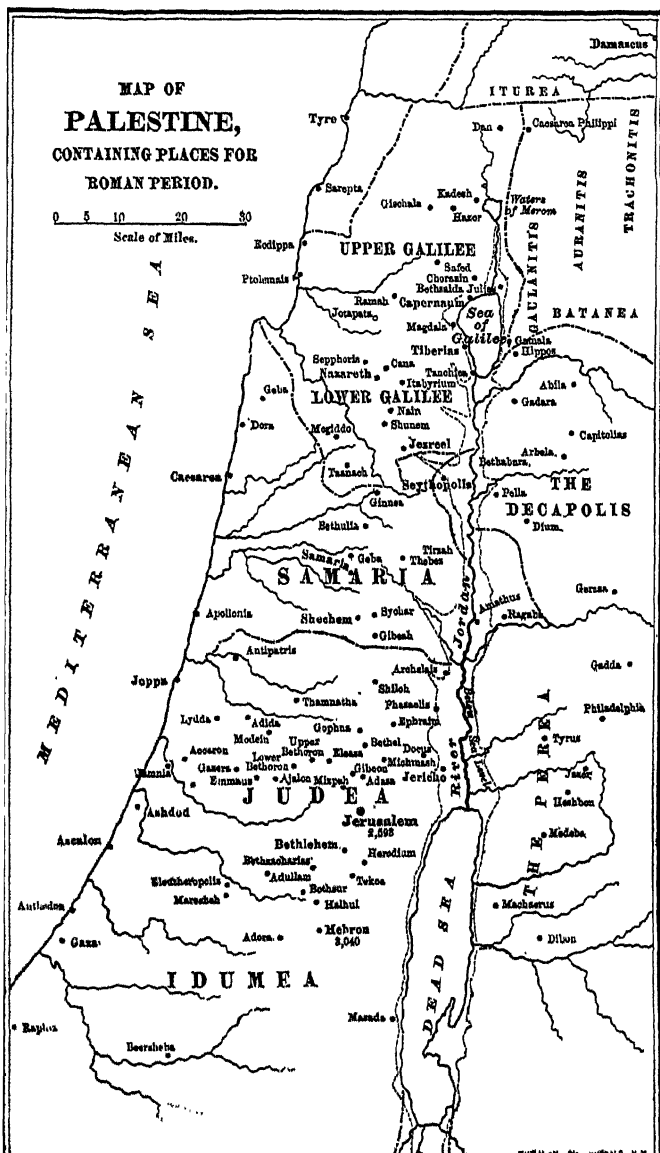 MAP OF
PALESTINE,
CONTAINING PLACES FOR
ROMAN PERIOD.
0 5 10 20 30
Scale of Miles.
Damascus
ITUREA
Tyre
Dan
Caesarea Philippi
TRACHONITIS
AURANITIS
Sarepta
Kadesh
Gischala
Hazor
Waters
of Merom
GAULANITIS
Ecdippa
UPPER GALILEE
Safed
Ptolemais
Chorazin
Bethsaida Julias
Ramah
Capernaum
Jotapata
Sea
of
Galilee
BATANEA
Magdala
Gamala
Tiberias
Hippos
Sepphoris
Cana
Nazareth
Tarichea
Itabyrium
Abila
LOWER GALILEE
Geba
Gadara
Nain
Dora
Shunem
Megiddo
Capitolias
Jezreel
Arbela
Bethabara
Taanach
Caesarea
Scythopolis
THE
Pella
DECAPOLIS
Ginnea
Dium
Bethulia
Tirzah
Samaria
Geba
Thebez
SAMARIA
Gerasa
Amathus
Apollonia
Sychar
Shechem
Ragaba
Gibeah
Jordan
Antipatris
Archelais
Gadda
Joppa
Shiloh
Thamnatha
Phasaelis
Philadelphia
Lydda
Adida
Ephraim
Gophna
Modein
Tyrus
Upper
Bethoron
Bethel
Accaron
Lower
Bethoron
Eleasa
Docus
Michmash
Jamnia
Gazera
Gibeon
Jericho
River
Jazer
Emmaus
Ajalon
Mizpah
Adasa
JUDEA
Heshbon
THE PEREA
Ashdod
Jerusalem
2,593
Medeba
Ascalon
Bethlehem.
Herodium
Bethzacharias
Adullam
Tekoa
Eleutheropolis
Bethsur
Mareshah
Halhul
Machaerus
Anthedon
Hebron
3,040
Adora
Dibon
Gaza
IDUMEA
DEAD SEA
Masada
Raphia
Beersheba
MEDITERRANEAN SEA